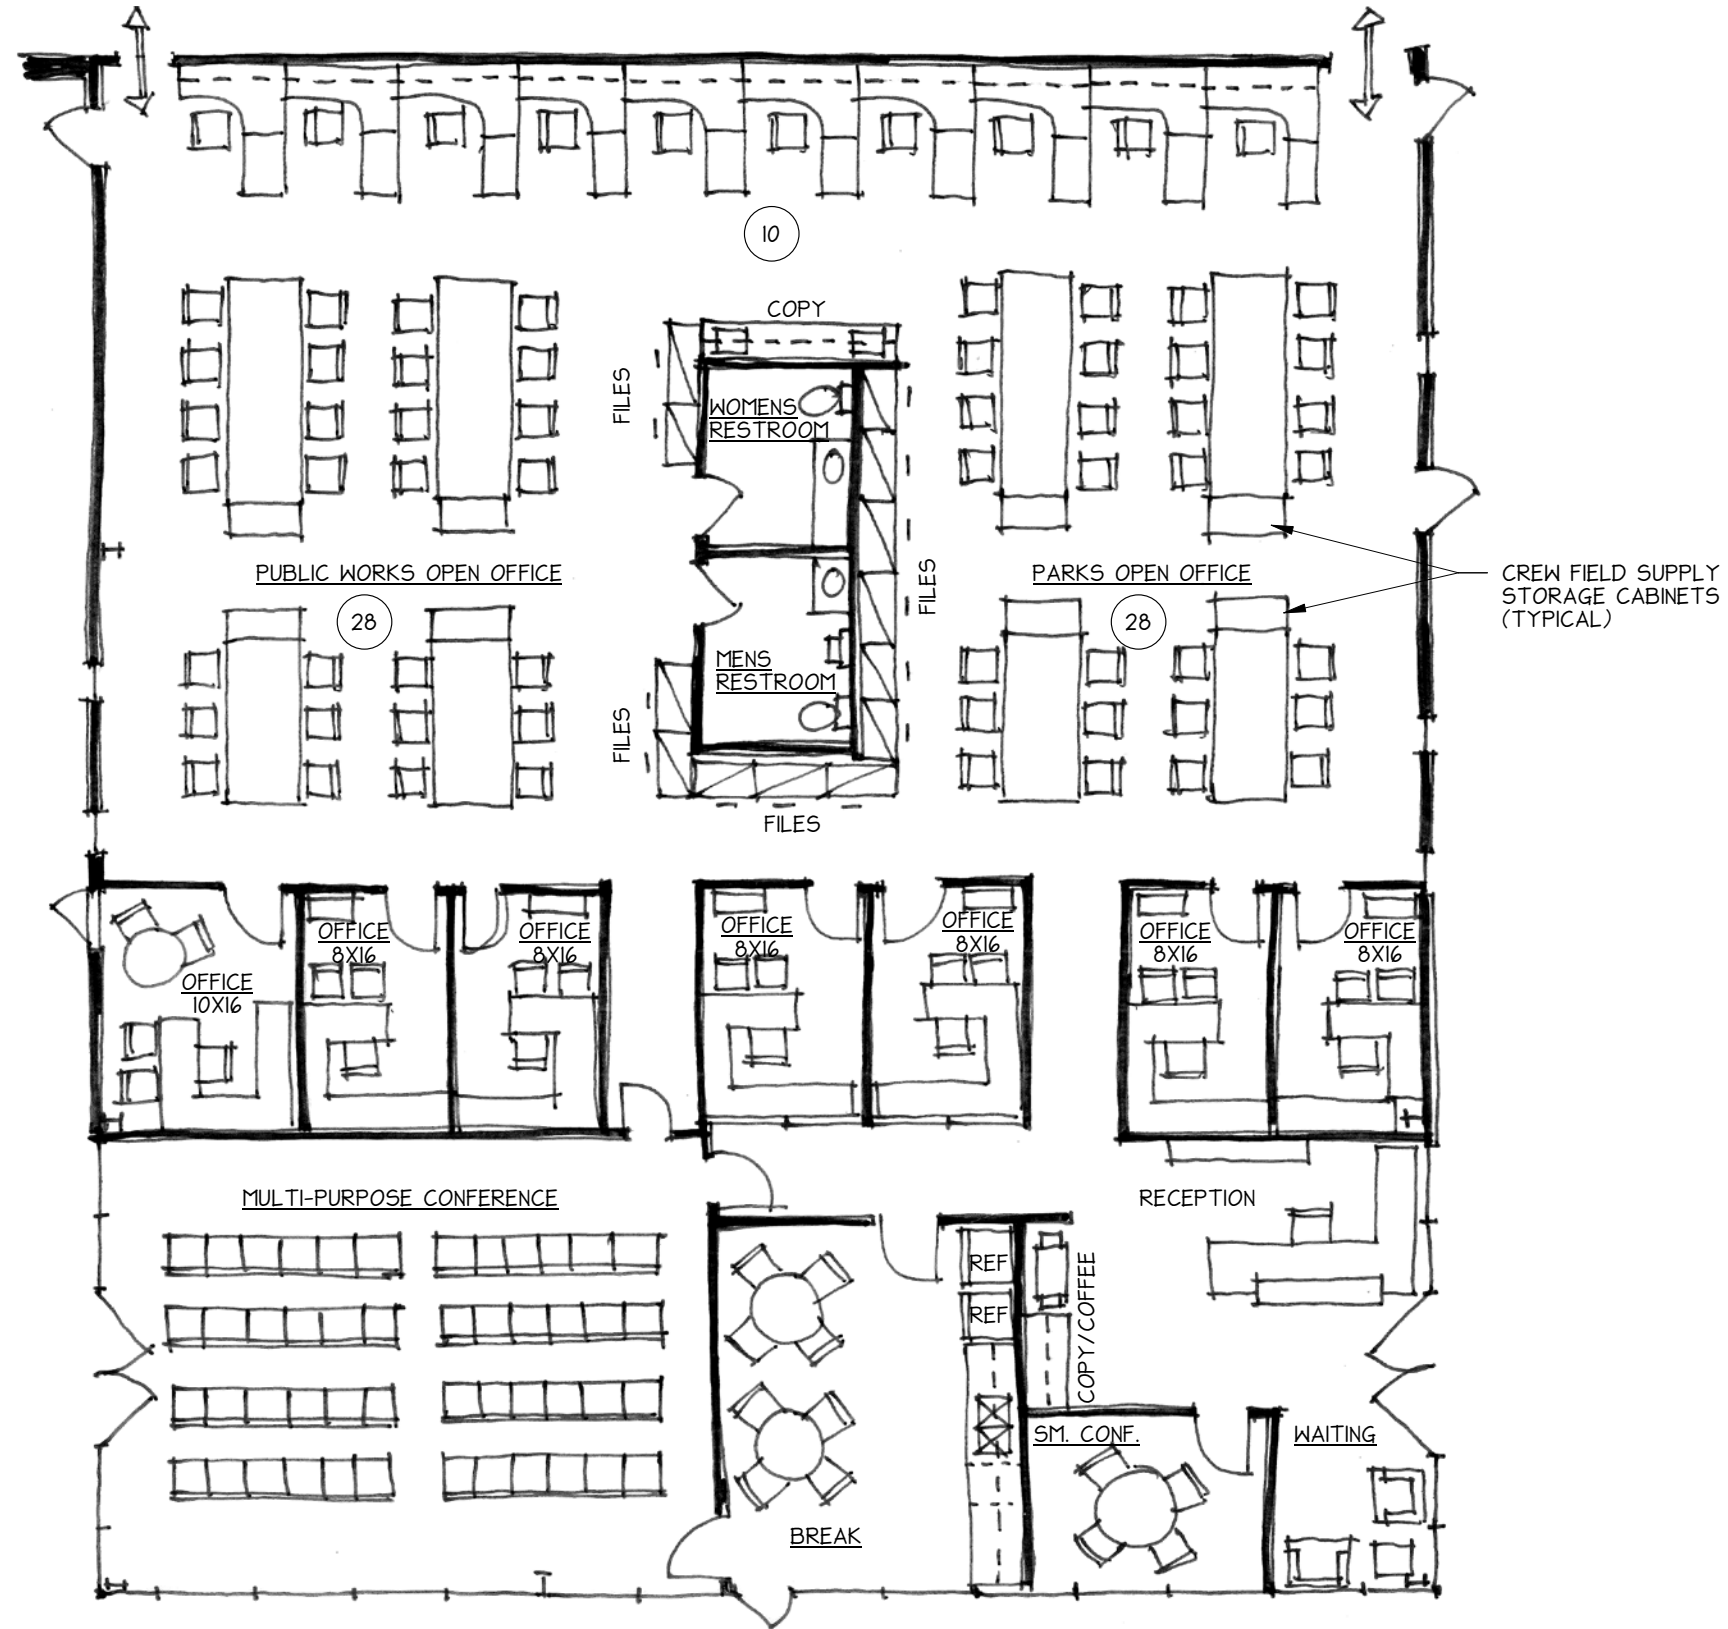 10
COPY
FILES
WOMENS
RESTROOM
PUBLIC WORKS OPEN OFFICE
28
FILES
PARKS OPEN OFFICE
28
CREW FIELD SUPPLY
STORAGE CABINETS
(TYPICAL)
MENS
RESTROOM
FILES
FILES
OFFICE
10X16
OFFICE
8X16
OFFICE
8X16
OFFICE
8X16
OFFICE
8X16
OFFICE
8X16
OFFICE
8X16
MULTI-PURPOSE CONFERENCE
RECEPTION
REF
REF
COPY/COFFEE
SM. CONF.
WAITING
BREAK